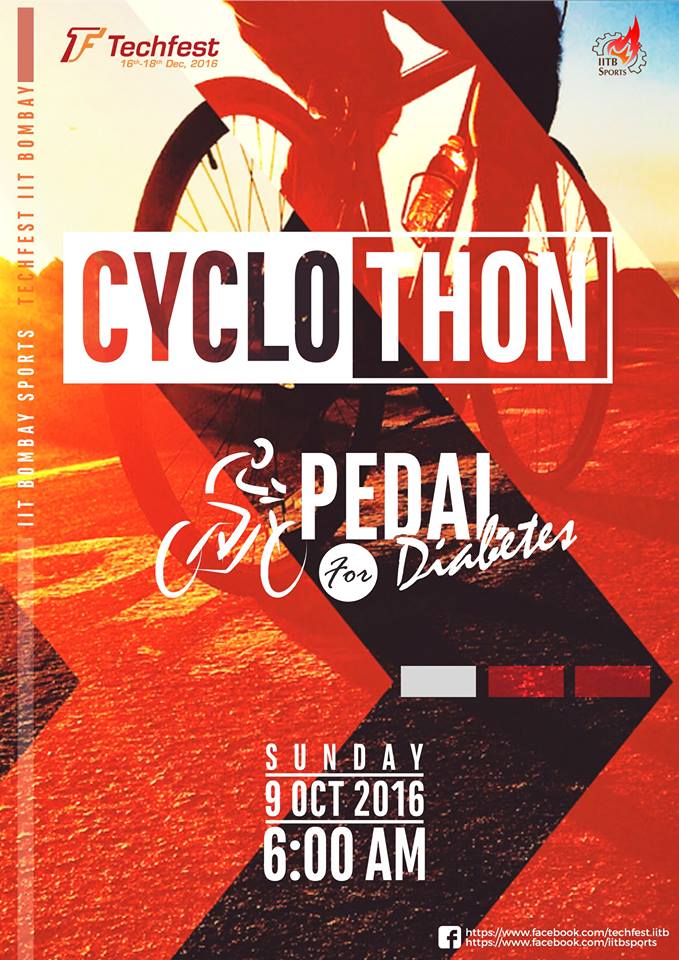 Techfest
16th-18th Dec, 2016
IITB
SPORTS
IIT BOMBAY SPORTS TECHFEST IIT BOMBAY
CYCLOTHON
PEDAL
For Diabetes
SUNDAY
9 OCT 2016
6:00 AM
https://www.facebook.com/techfest.iitb
https://www.facebook.com/iitbsports